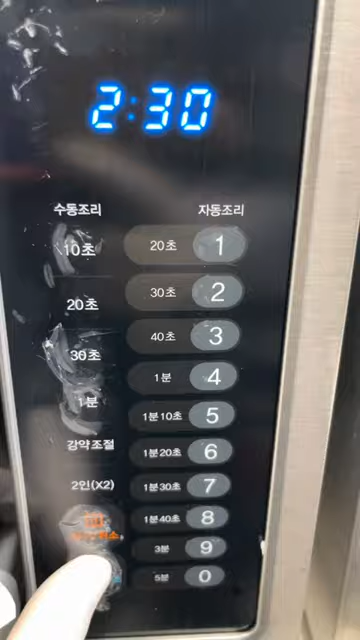 2:30
수동조리 자동조리
10초 20초 1
20초 30초 2
30초 40초 3
1분 1분 4
1분10초 5
강약조절 1분20초 6
2인(X2) 1분30초 7
1분40초 8
3분 9
5분 0